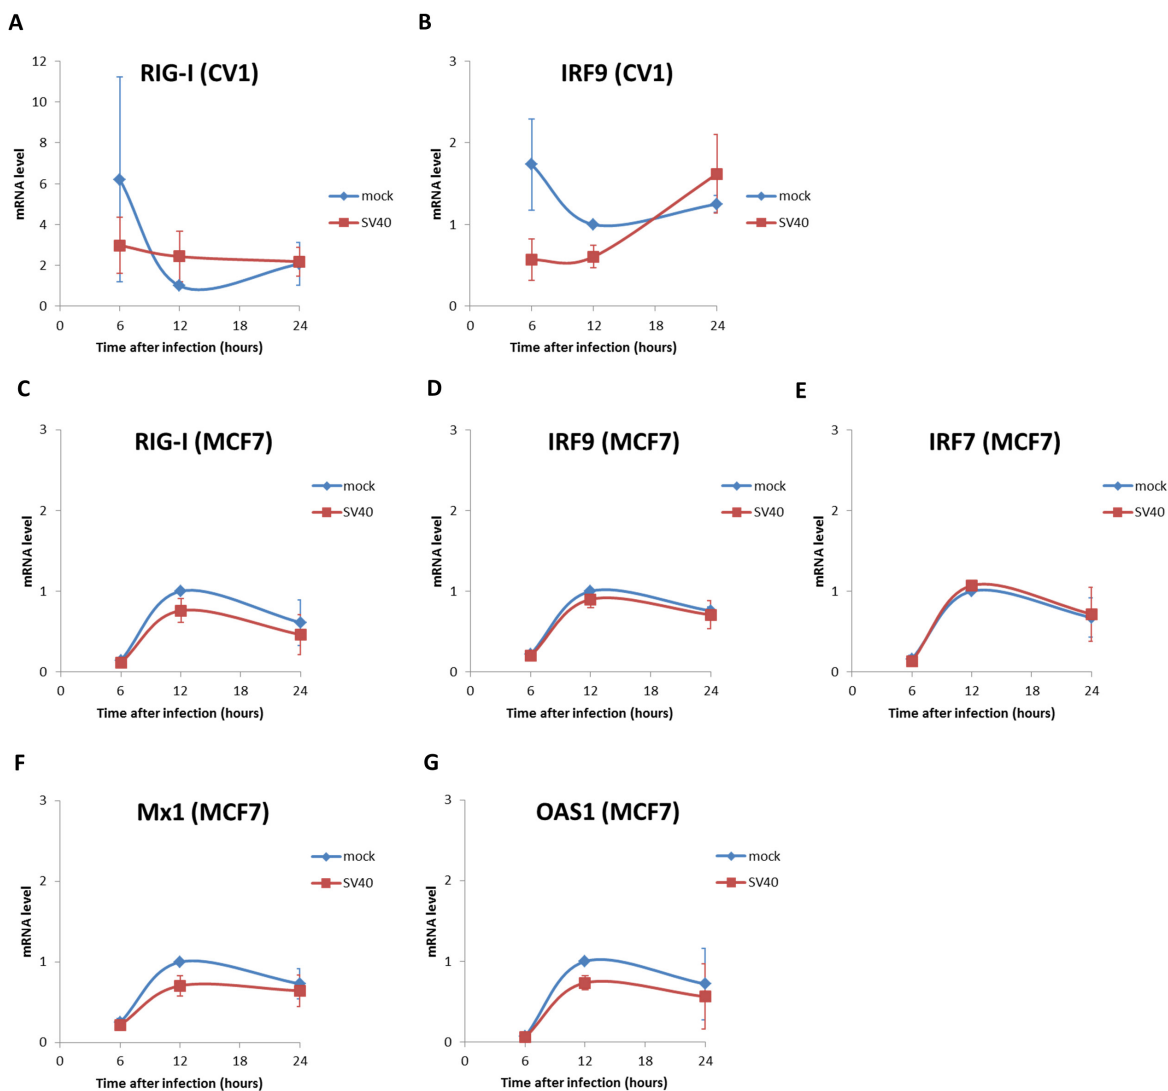 A
RIG-I (CV1)
mRNA level
12
10
8
6
4
2
0
0 6 12 18 24
Time after infection (hours)
mock
SV40
B
IRF9 (CV1)
mRNA level
3
2
1
0
0 6 12 18 24
Time after infection (hours)
mock
SV40
C
RIG-I (MCF7)
mRNA level
3
2
1
0
0 6 12 18 24
Time after infection (hours)
mock
SV40
D
IRF9 (MCF7)
mRNA level
3
2
1
0
0 6 12 18 24
Time after infection (hours)
mock
SV40
E
IRF7 (MCF7)
mRNA level
3
2
1
0
0 6 12 18 24
Time after infection (hours)
mock
SV40
F
Mx1 (MCF7)
mRNA level
3
2
1
0
0 6 12 18 24
Time after infection (hours)
mock
SV40
G
OAS1 (MCF7)
mRNA level
3
2
1
0
0 6 12 18 24
Time after infection (hours)
mock
SV40